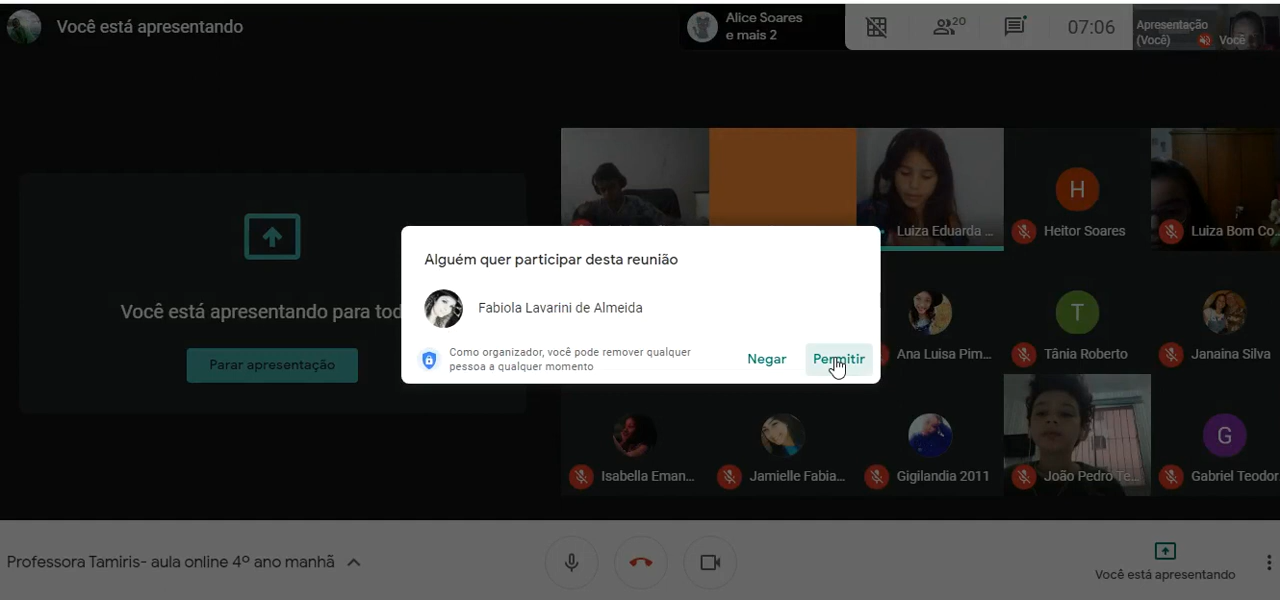 Você está apresentando
Alice Soares
e mais 2
20
07:06
Apresentação
(Você)
Você
Luiza Eduarda ...
H
Heitor Soares
Luiza Bom Co...
Alguém quer participar desta reunião
Fabiola Lavarini de Almeida
Como organizador, você pode remover qualquer
pessoa a qualquer momento
Negar
Permitir
Você está apresentando para tod
Parar apresentação
Ana Luisa Pim...
T
Tânia Roberto
Janaina Silva
Isabella Eman...
Jamielle Fabia...
Gigilandia 2011
João Pedro Te...
G
Gabriel Teodor
Professora Tamiris- aula online 4º ano manhã
Você está apresentando